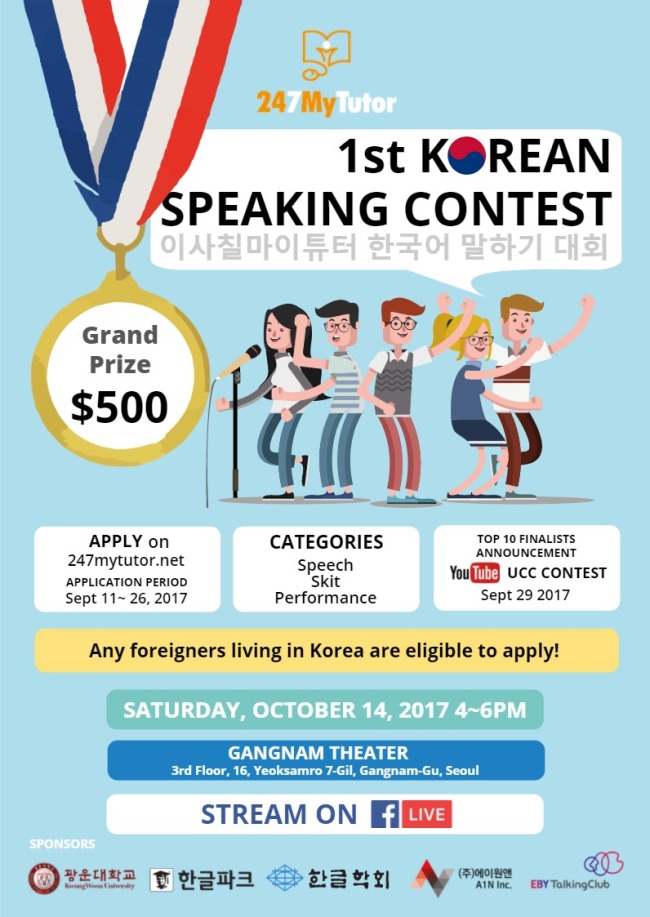 247MyTutor
1st KOREAN
SPEAKING CONTEST
이사칠마이튜터 한국어 말하기 대회
Grand
Prize
$500
APPLY on
247mytutor.net
APPLICATION PERIOD
Sept 11~ 26, 2017
CATEGORIES
Speech
Skit
Performance
TOP 10 FINALISTS
ANNOUNCEMENT
YouTube UCC CONTEST
Sept 29 2017
Any foreigners living in Korea are eligible to apply!
SATURDAY, OCTOBER 14, 2017 4~6PM
GANGNAM THEATER
3rd Floor, 16, Yeoksamro 7-Gil, Gangnam-Gu, Seoul
STREAM ON f LIVE
SPONSORS
광운대학교
KwangWoon University
한글파크
한글학회
(주)에이원앤
A1N Inc.
EBY TalkingClub